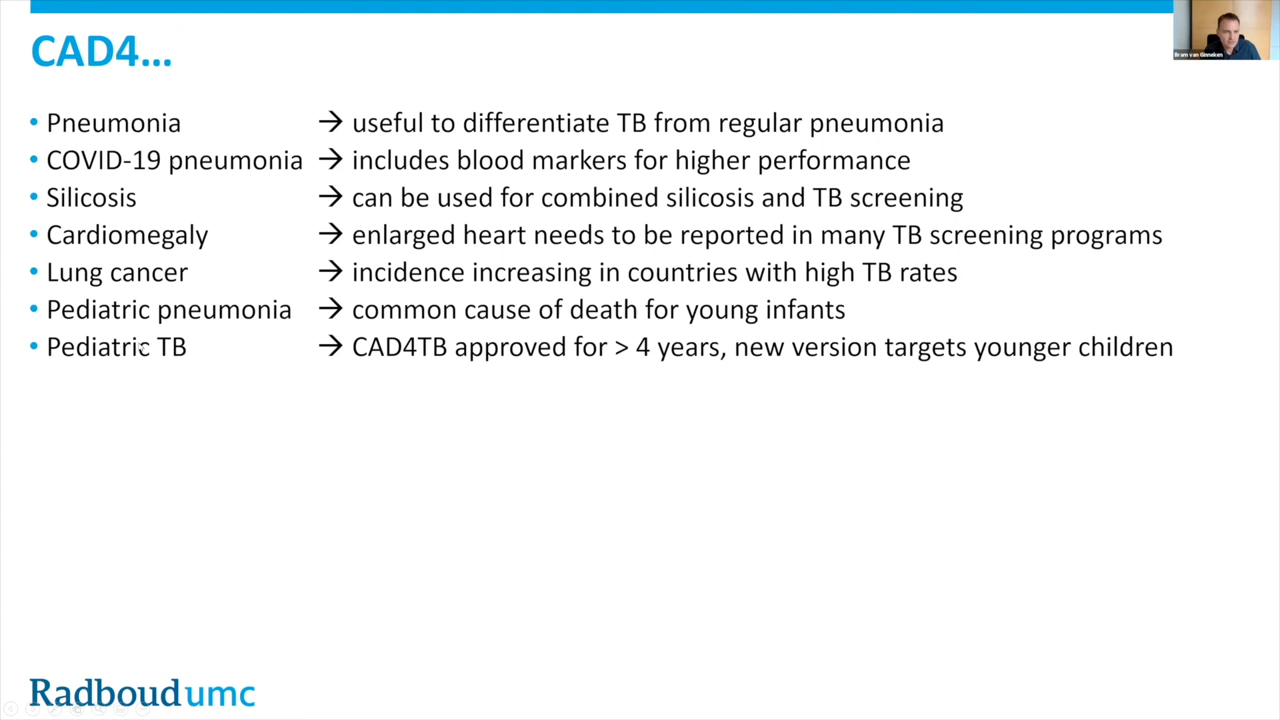 CAD4...
Bram van Ginneken
• Pneumonia → useful to differentiate TB from regular pneumonia
• COVID-19 pneumonia → includes blood markers for higher performance
• Silicosis → can be used for combined silicosis and TB screening
• Cardiomegaly → enlarged heart needs to be reported in many TB screening programs
• Lung cancer → incidence increasing in countries with high TB rates
• Pediatric pneumonia → common cause of death for young infants
• Pediatric TB → CAD4TB approved for > 4 years, new version targets younger children
Radboudumc